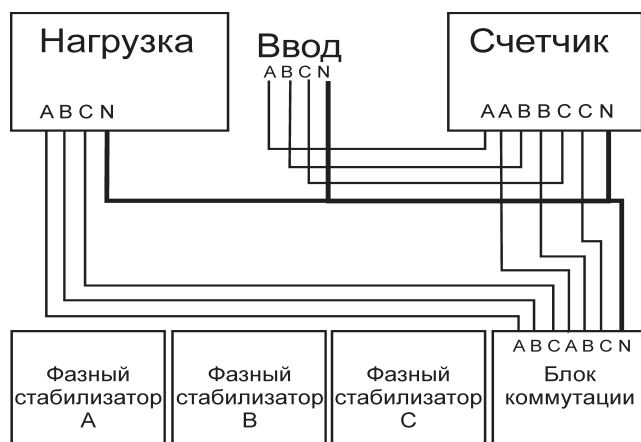 Нагрузка
Ввод
Счетчик
A B C N
A B C N
A A B B C C N
A B C A B C N
Фазный
стабилизатор
A
Фазный
стабилизатор
B
Фазный
стабилизатор
C
Блок
коммутации